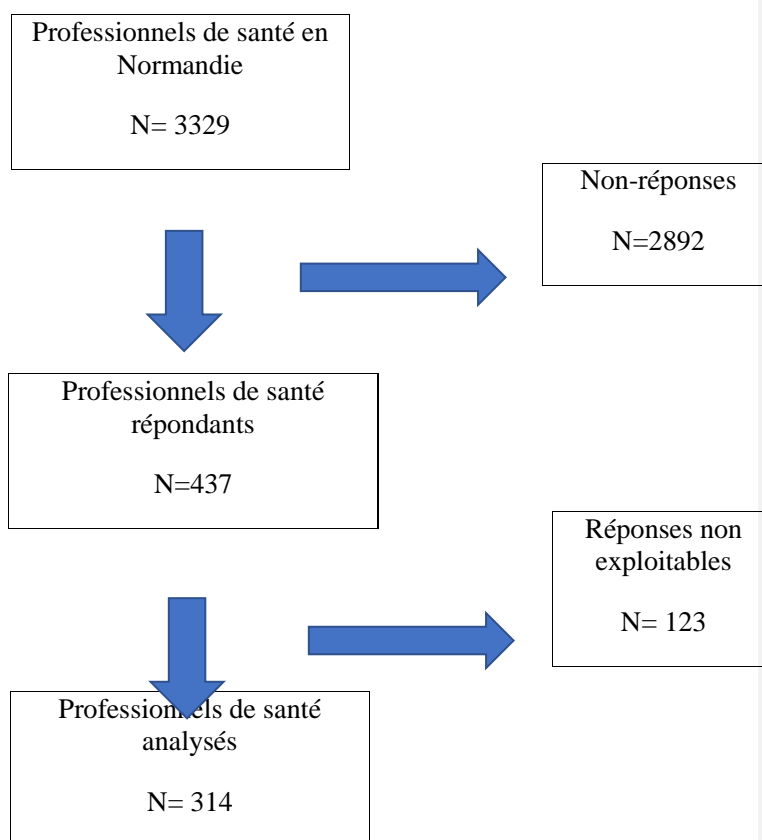 Professionnels de santé en
Normandie
N= 3329
Non-réponses
N=2892
Professionnels de santé
répondants
N=437
Réponses non
exploitables
N= 123
Professionnels de santé
analysés
N= 314